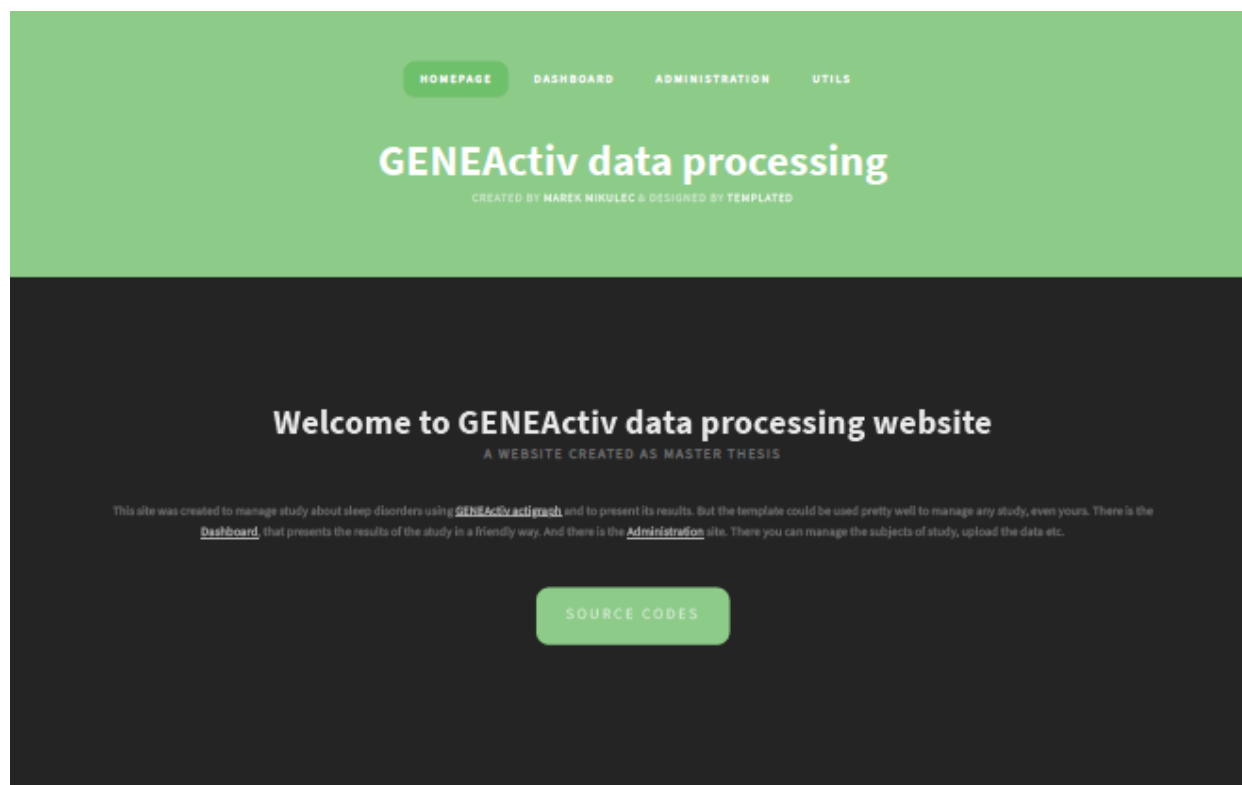 HOMEPAGE DASHBOARD ADMINISTRATION UTILS
GENEActiv data processing
CREATED BY MAREK MIKULEC & DESIGNED BY TEMPLATED
Welcome to GENEActiv data processing website
A WEBSITE CREATED AS MASTER THESIS
This site was created to manage study about sleep disorders using GENEActiv actigraph and to present its results. But the template could be used pretty well to manage any study, even yours. There is the
Dashboard, that presents the results of the study in a friendly way. And there is the Administration site. There you can manage the subjects of study, upload the data etc.
SOURCE CODES